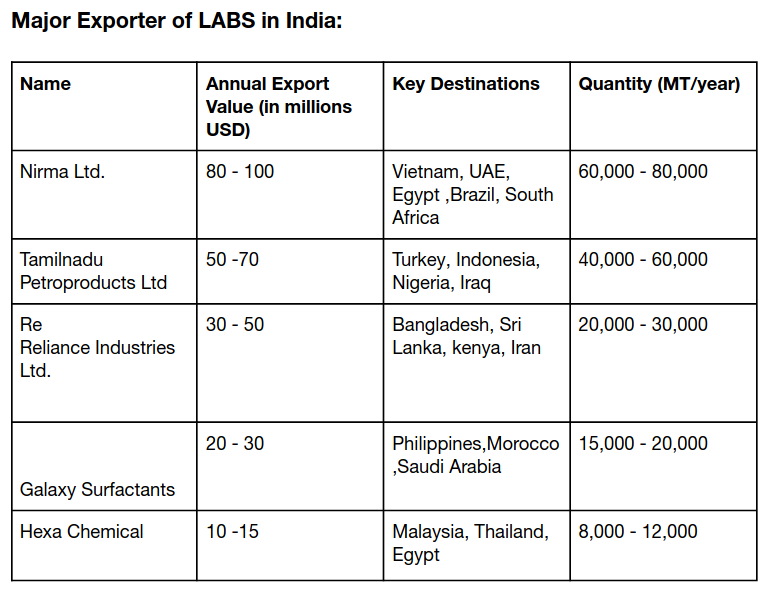 Major Exporter of LABS in India:
Name
Annual Export
Value (in millions
USD)
Key Destinations
Quantity (MT/year)
Nirma Ltd.
80 - 100
Vietnam, UAE,
Egypt ,Brazil, South
Africa
60,000 - 80,000
Tamilnadu
Petroproducts Ltd
50 -70
Turkey, Indonesia,
Nigeria, Iraq
40,000 - 60,000
Re
Reliance Industries
Ltd.
30 - 50
Bangladesh, Sri
Lanka, kenya, Iran
20,000 - 30,000
Galaxy Surfactants
20 - 30
Philippines,Morocco
,Saudi Arabia
15,000 - 20,000
Hexa Chemical
10 -15
Malaysia, Thailand,
Egypt
8,000 - 12,000